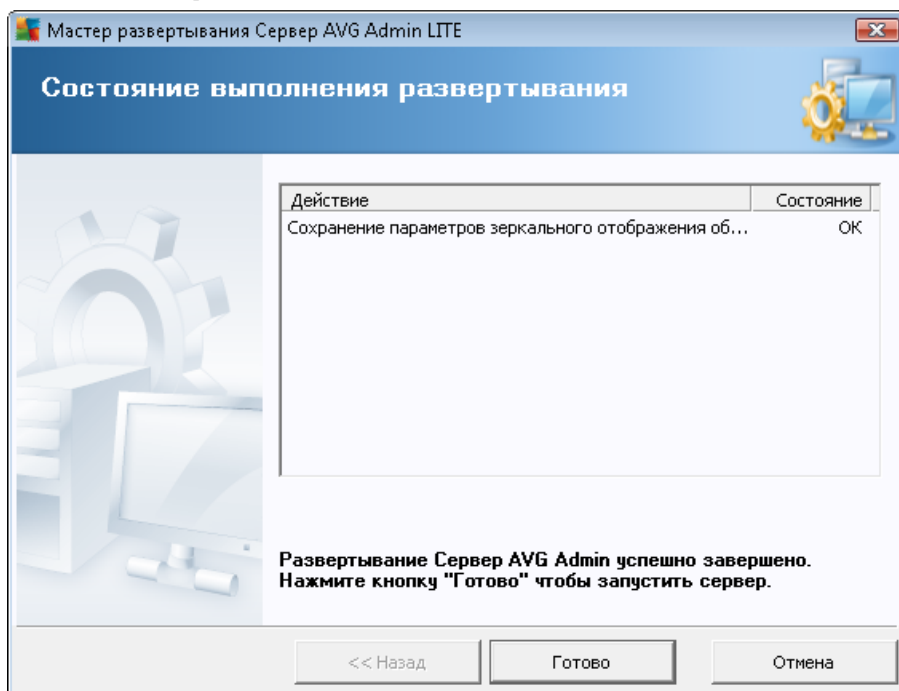 Мастер развертывания Сервер AVG Admin LITE
Состояние выполнения развертывания
Действие Состояние
Сохранение параметров зеркального отображения об... ОК
Развертывание Сервер AVG Admin успешно завершено.
Нажмите кнопку "Готово" чтобы запустить сервер.
<< Назад Готово Отмена